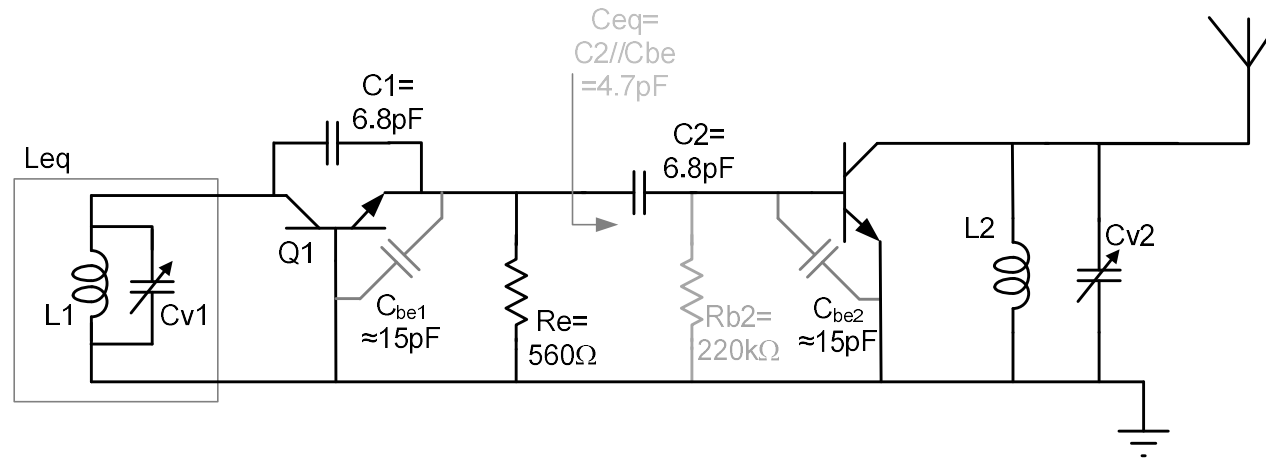 Ceq=
C2//Cbe
=4.7pF
C1=
6.8pF
C2=
6.8pF
Leq
Q1
L1
Cv1
Cbe1
≈15pF
Re=
560Ω
Rb2=
220kΩ
Cbe2
≈15pF
L2
Cv2